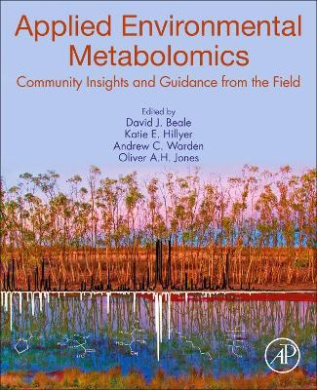 Applied Environmental
Metabolomics
Community Insights and Guidance from the Field
Edited by
David J. Beale
Katie E. Hillyer
Andrew C. Warden
Oliver A.H. Jones
AP